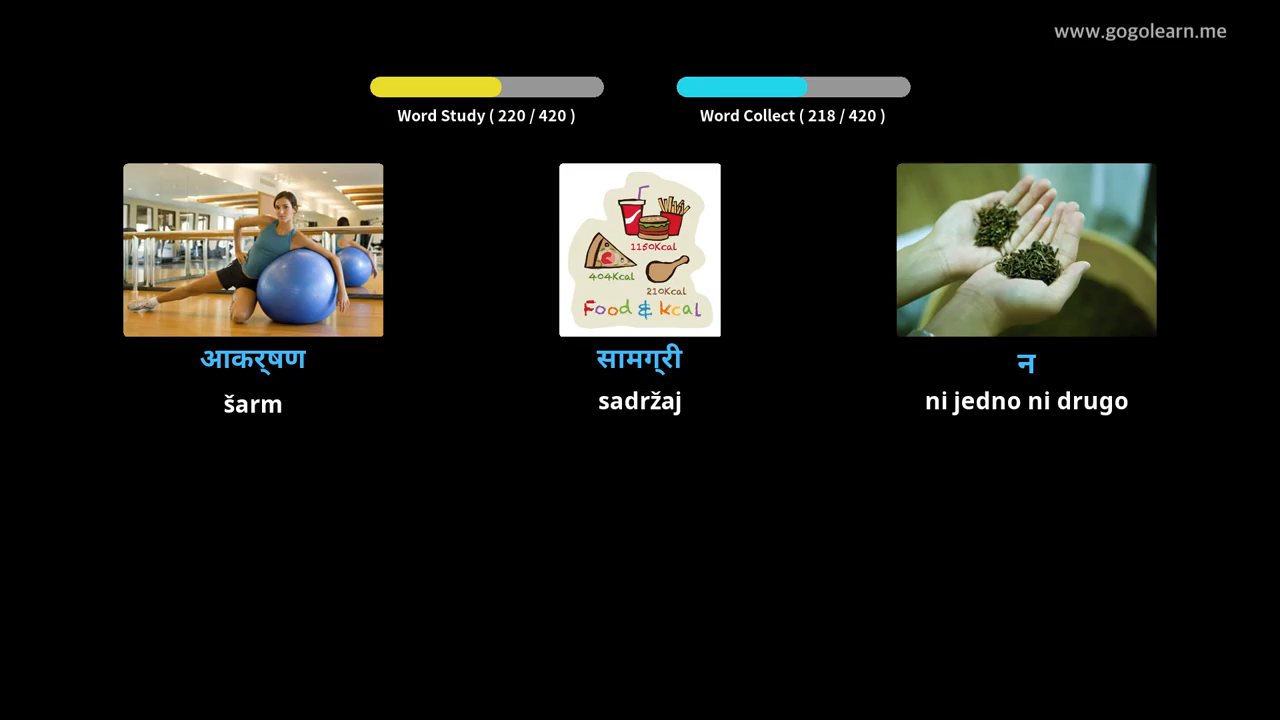 www.gogolearn.me
Word Study ( 220 / 420 )
Word Collect ( 218 / 420 )
1150Kcal
404Kcal
210Kcal
Food & kcal
आकर्षण
सामग्री
न
šarm
sadržaj
ni jedno ni drugo